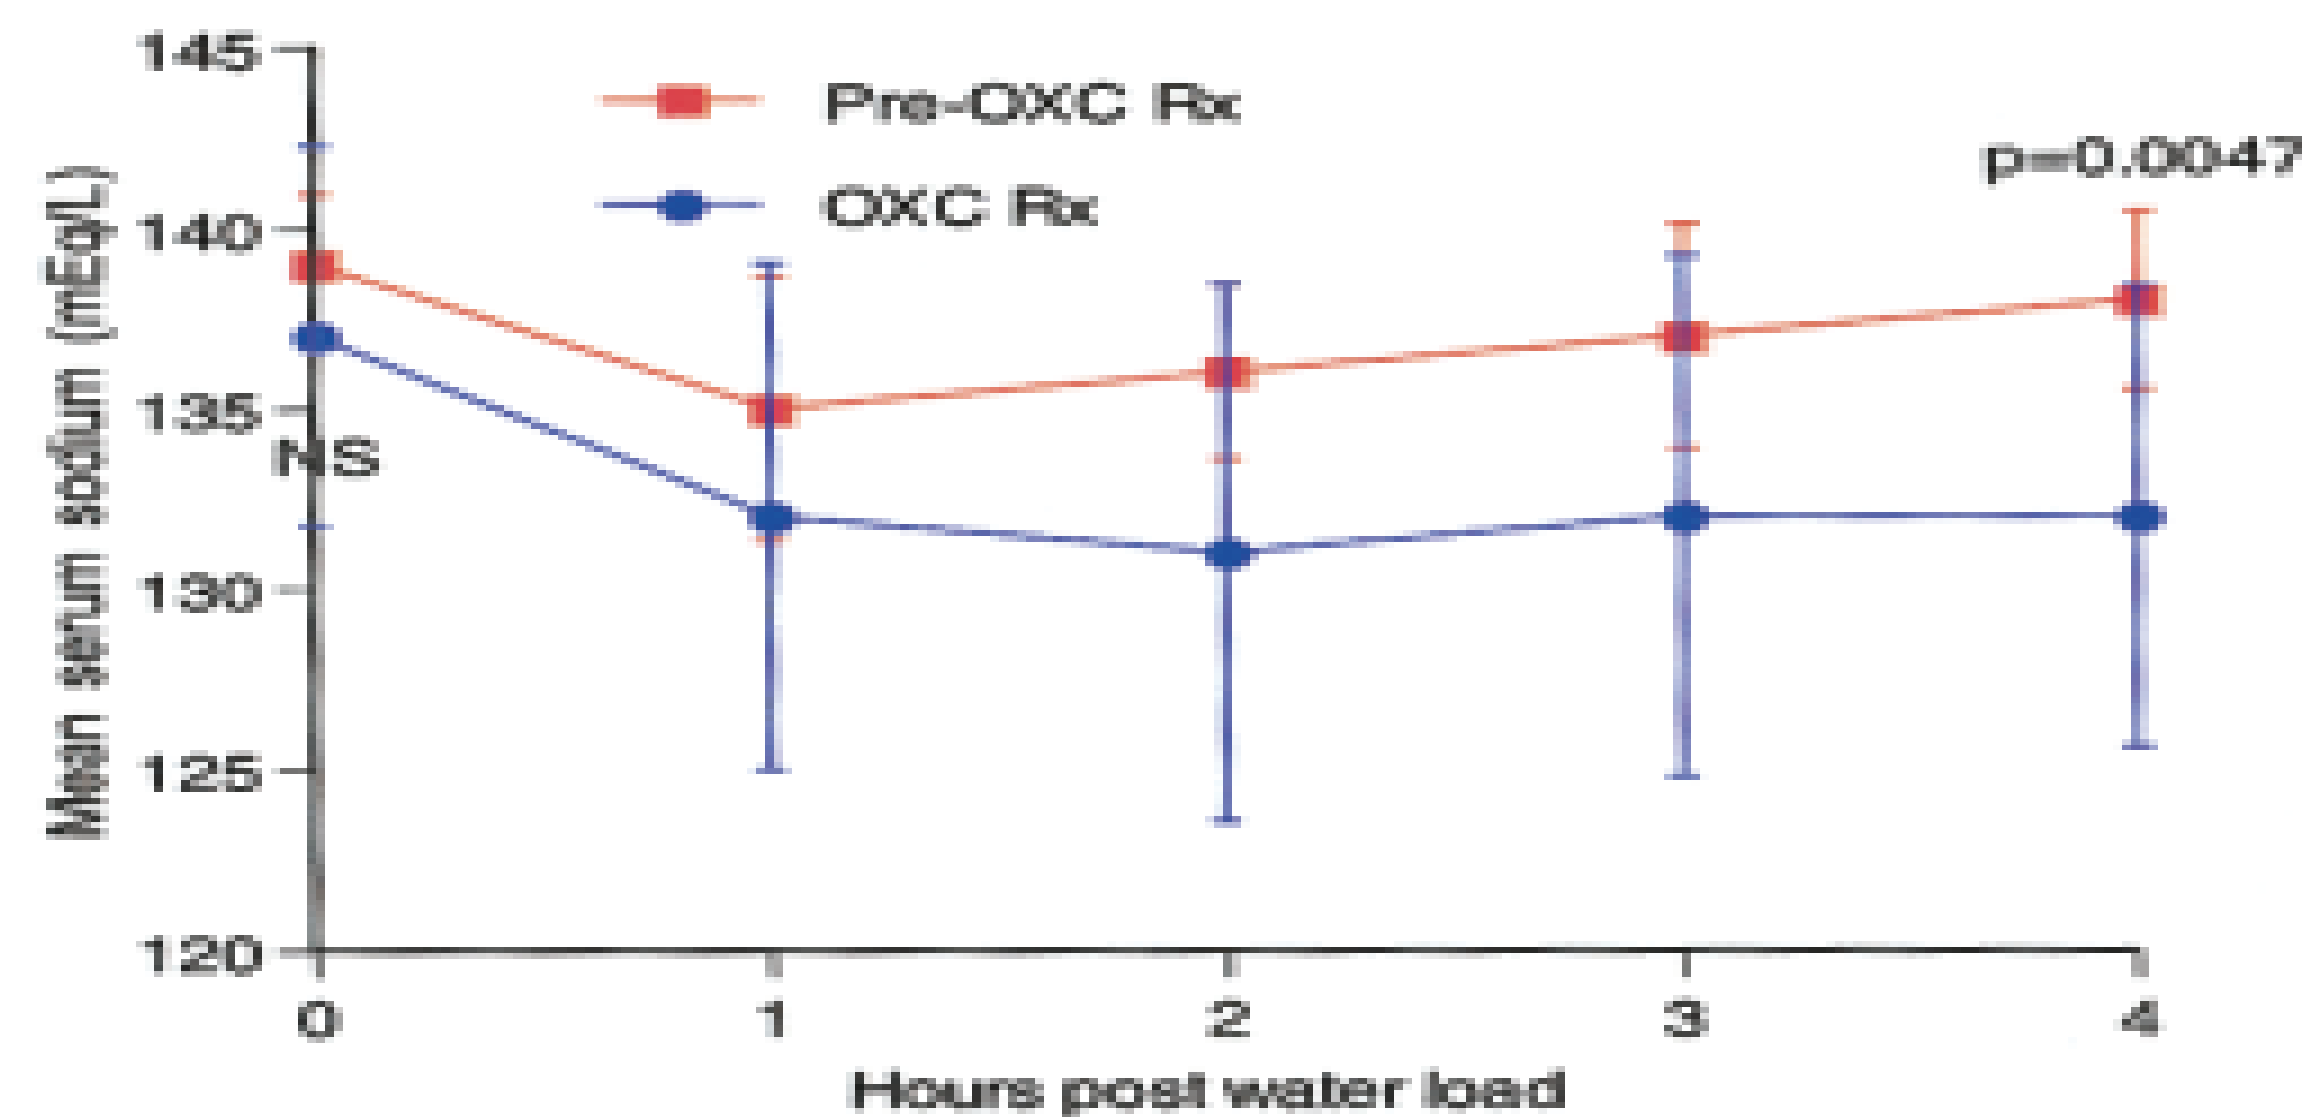 145
Pre-OXC Rx
p=0.0047
OXC Rx
140
Mean serum sodium (mEq/L)
135
NS
130
125
120
0 1 2 3 4
Hours post water load